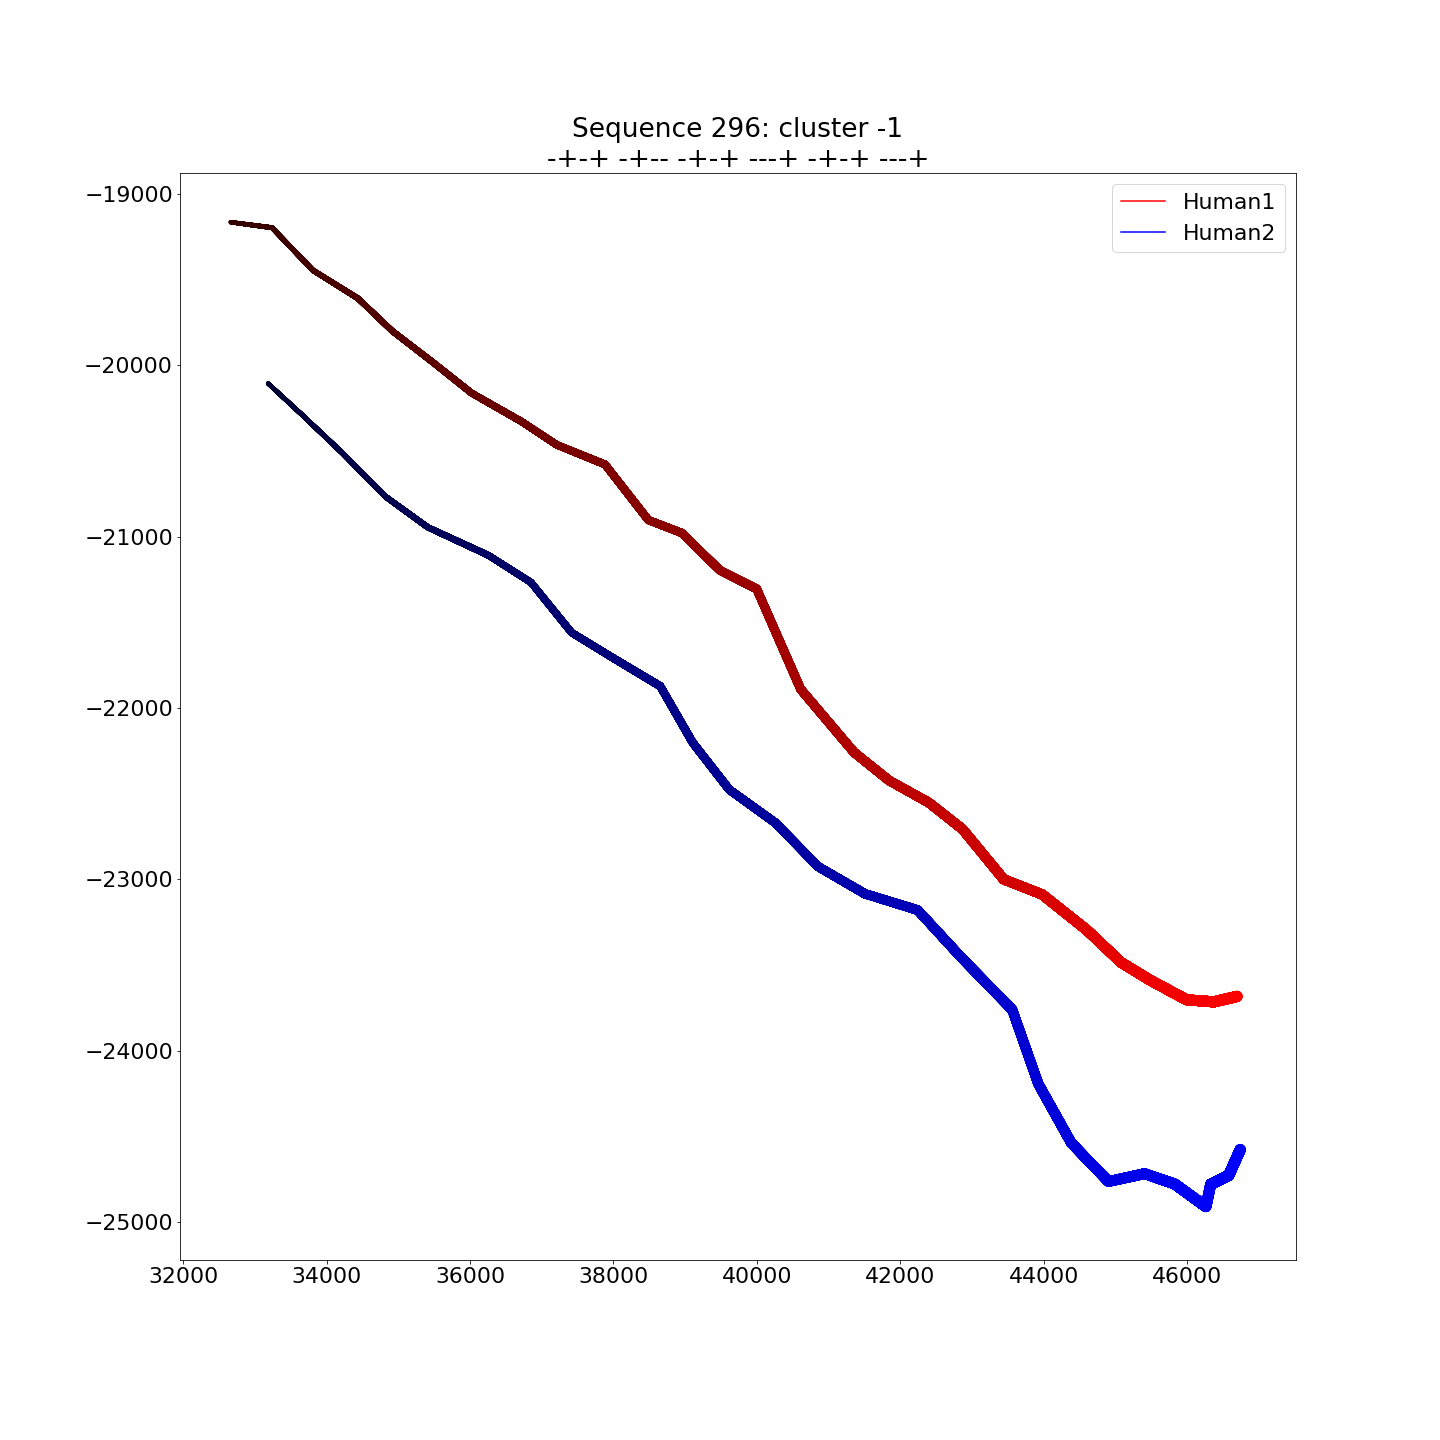 Sequence 296: cluster -1
-+-+ -+-- -+-+ ---+ -+-+ ---+
Human1
Human2
−19000
−20000
−21000
−22000
−23000
−24000
−25000
32000 34000 36000 38000 40000 42000 44000 46000